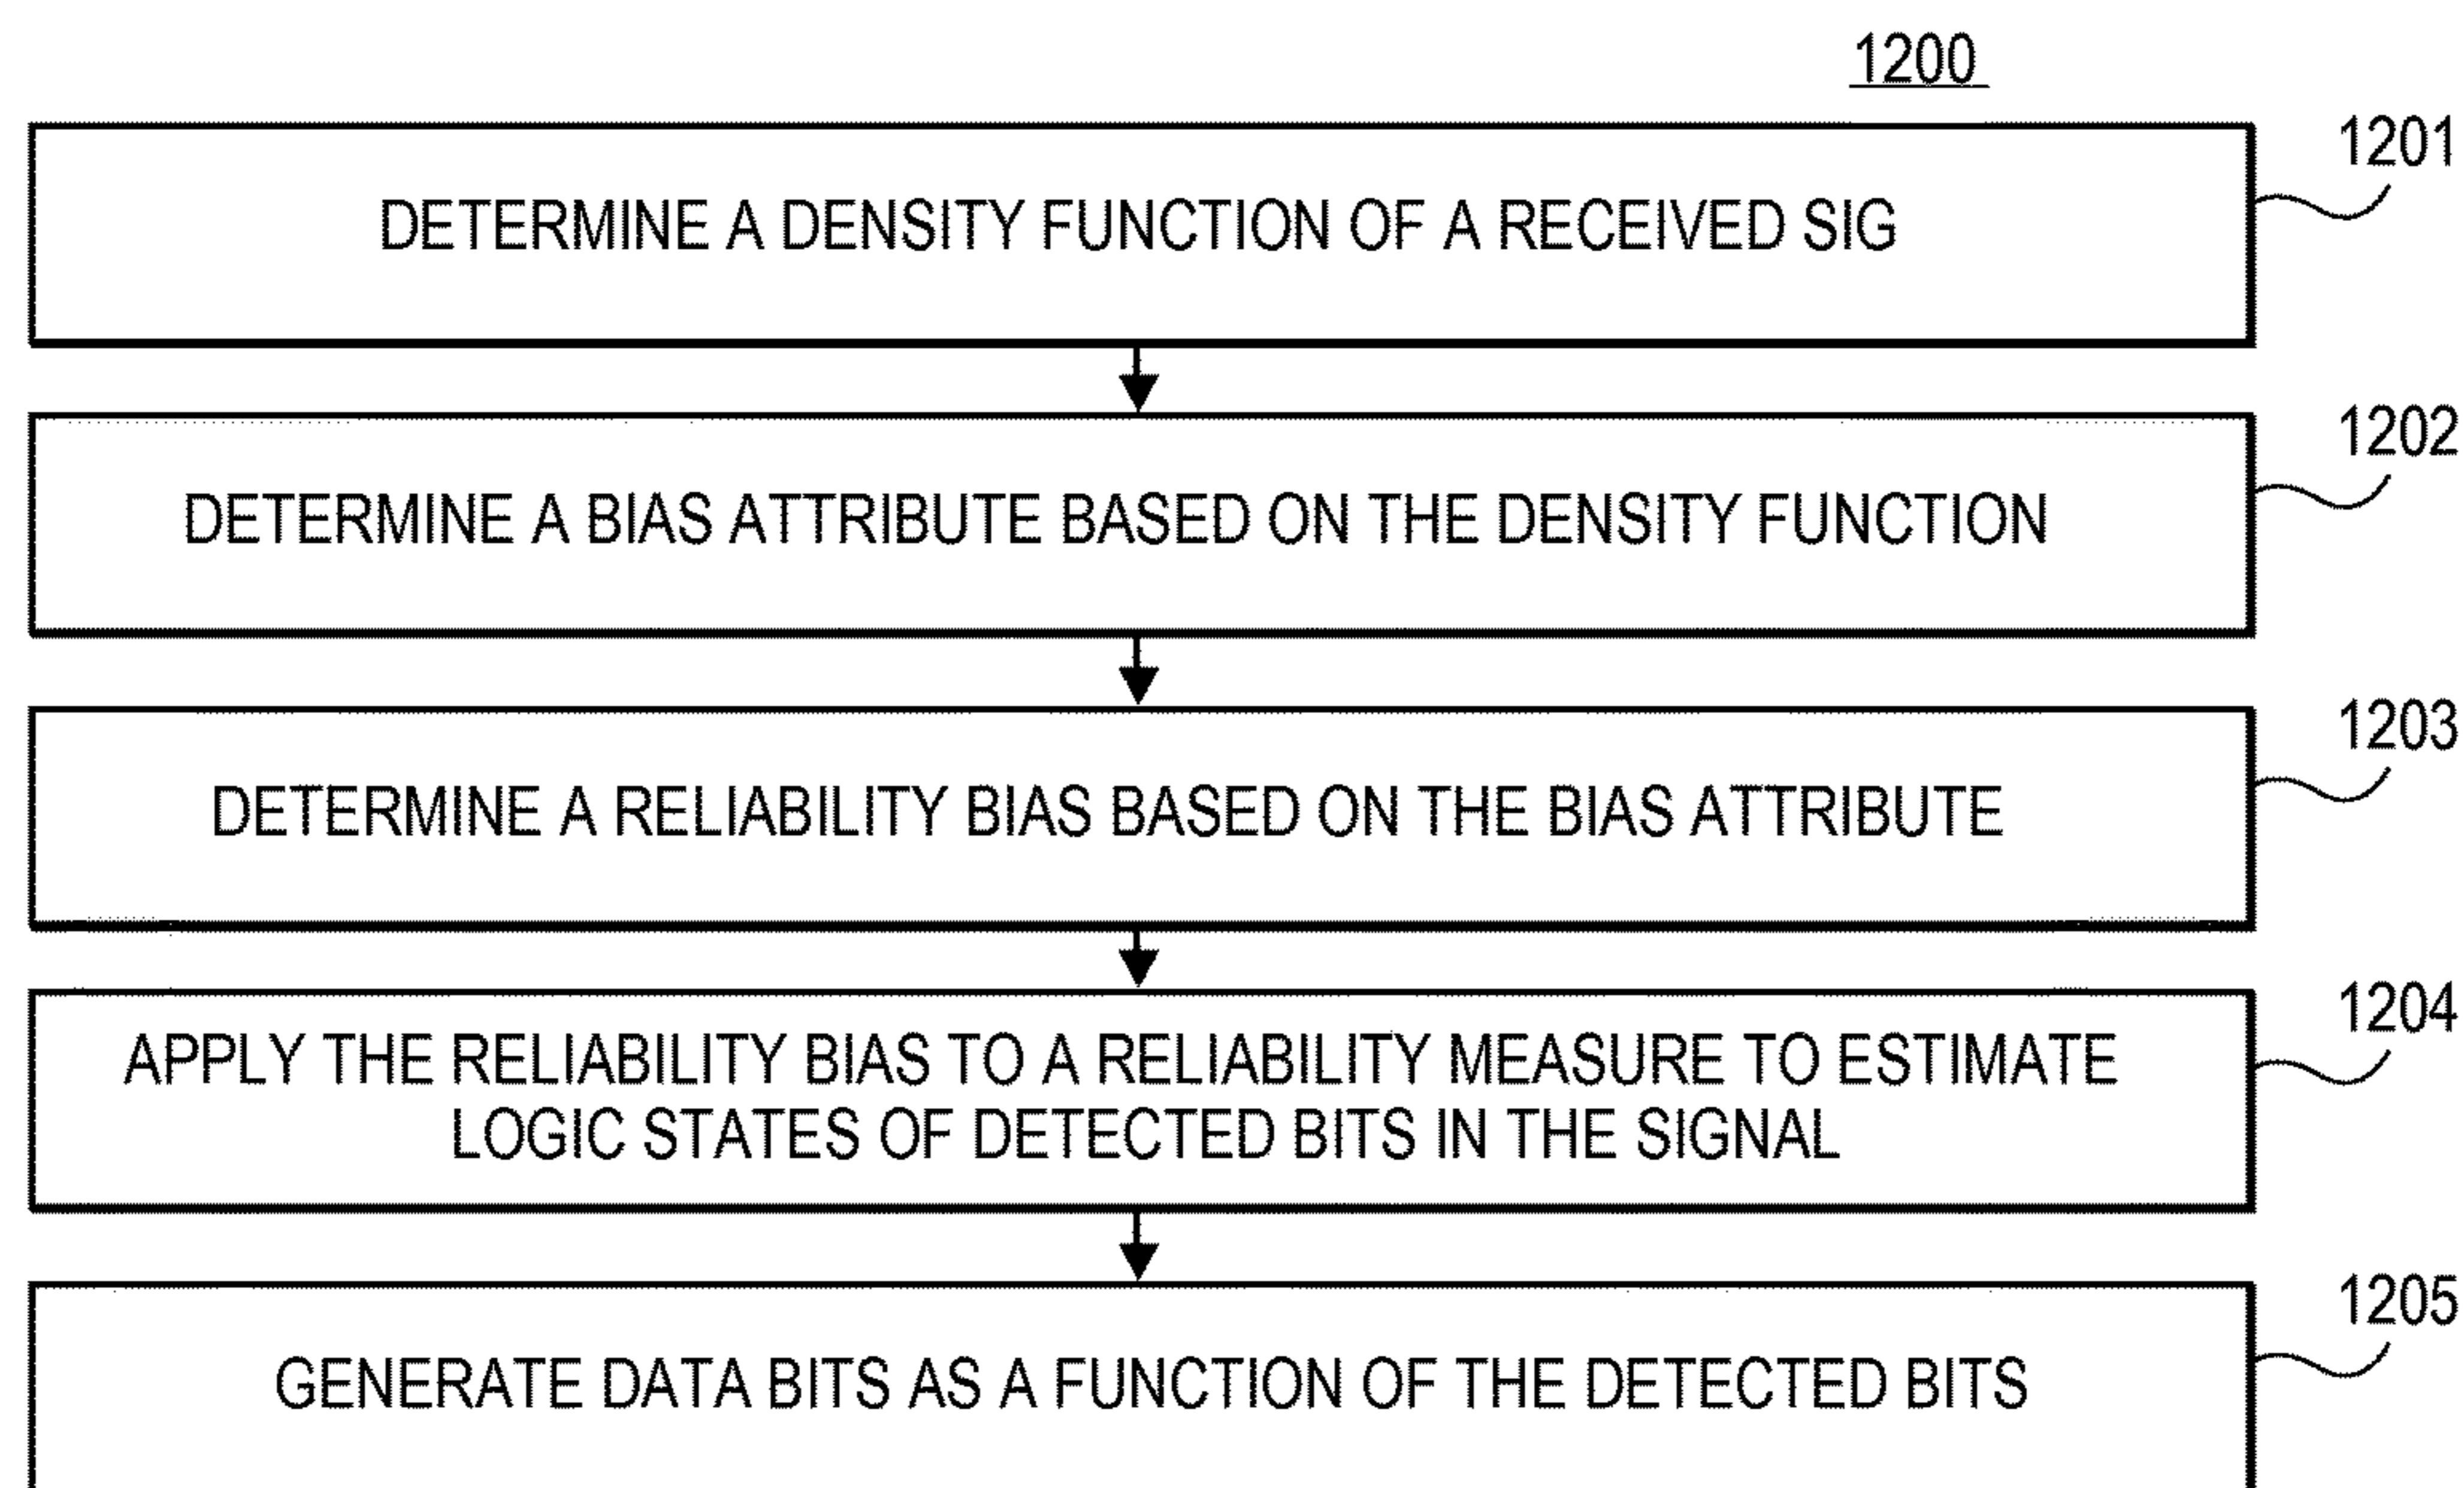 1200
1201
DETERMINE A DENSITY FUNCTION OF A RECEIVED SIG
1202
DETERMINE A BIAS ATTRIBUTE BASED ON THE DENSITY FUNCTION
1203
DETERMINE A RELIABILITY BIAS BASED ON THE BIAS ATTRIBUTE
1204
APPLY THE RELIABILITY BIAS TO A RELIABILITY MEASURE TO ESTIMATE
LOGIC STATES OF DETECTED BITS IN THE SIGNAL
1205
GENERATE DATA BITS AS A FUNCTION OF THE DETECTED BITS